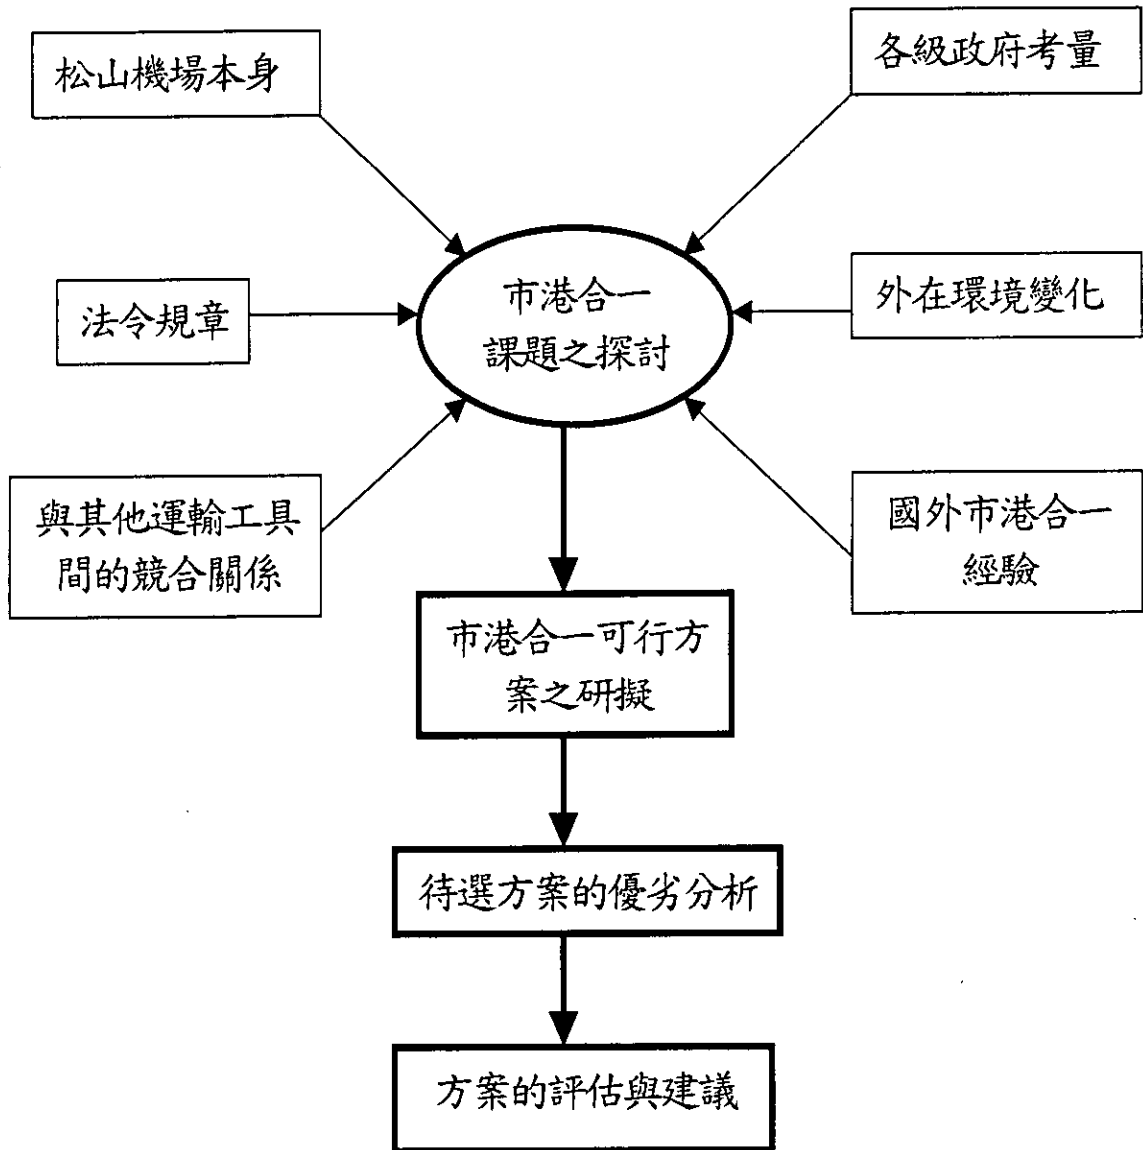 松山機場本身
各級政府考量
市港合一
課題之探討
法令規章
外在環境變化
與其他運輸工具
間的競合關係
國外市港合一
經驗
市港合一可行方
案之研擬
待選方案的優劣分析
方案的評估與建議